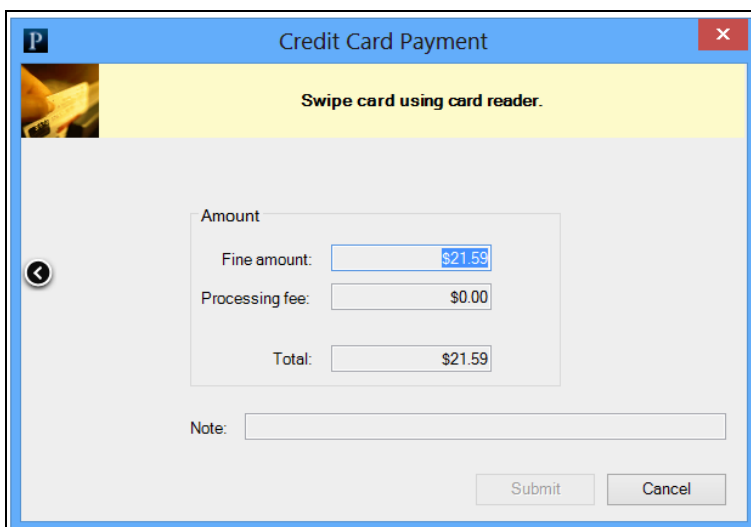 P
Credit Card Payment
Swipe card using card reader.
Amount
Fine amount: $21.59
Processing fee: $0.00
Total: $21.59
Note:
Submit Cancel